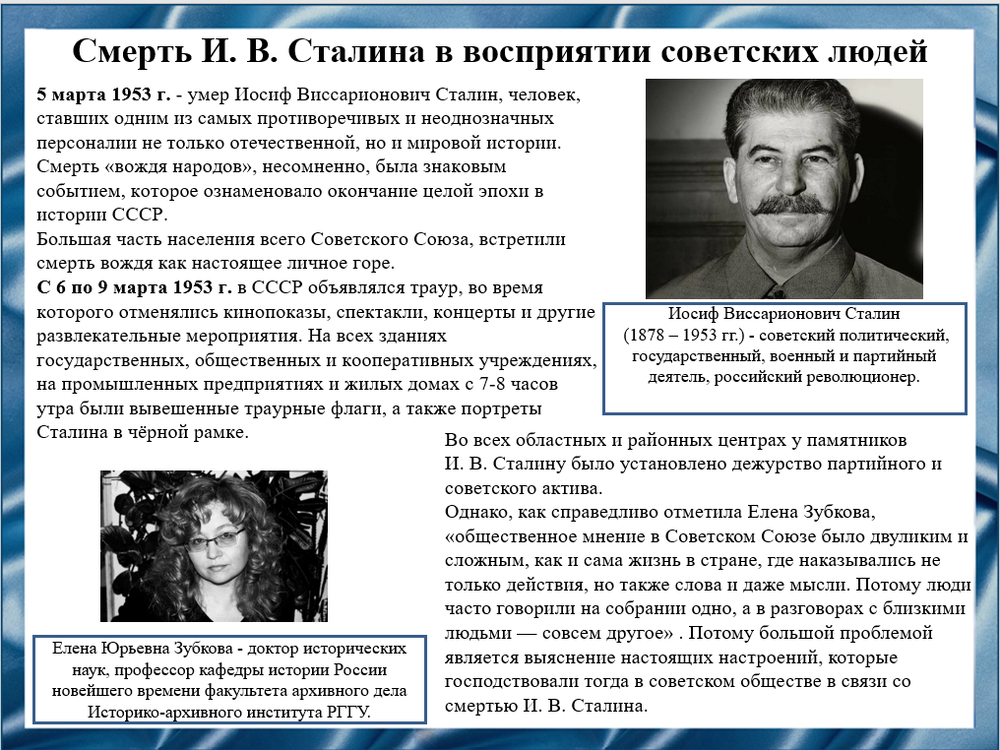 Смерть И. В. Сталина в восприятии советских людей
5 марта 1953 г. - умер Иосиф Виссарионович Сталин, человек,
ставших одним из самых противоречивых и неоднозначных
персоналии не только отечественной, но и мировой истории.
Смерть «вождя народов», несомненно, была знаковым
событием, которое ознаменовало окончание целой эпохи в
истории СССР.
Большая часть населения всего Советского Союза, встретили
смерть вождя как настоящее личное горе.
С 6 по 9 марта 1953 г. в СССР объявлялся траур, во время
которого отменялись кинопоказы, спектакли, концерты и другие
развлекательные мероприятия. На всех зданиях
государственных, общественных и кооперативных учреждениях,
на промышленных предприятиях и жилых домах с 7-8 часов
утра были вывешенные траурные флаги, а также портреты
Сталина в чёрной рамке.
Иосиф Виссарионович Сталин
(1878 – 1953 гг.) - советский политический,
государственный, военный и партийный
деятель, российский революционер.
Во всех областных и районных центрах у памятников
И. В. Сталину было установлено дежурство партийного и
советского актива.
Однако, как справедливо отметила Елена Зубкова,
«общественное мнение в Советском Союзе было двуликим и
сложным, как и сама жизнь в стране, где наказывались не
только действия, но также слова и даже мысли. Потому люди
часто говорили на собрании одно, а в разговорах с близкими
людьми — совсем другое» . Потому большой проблемой
является выяснение настоящих настроений, которые
господствовали тогда в советском обществе в связи со
смертью И. В. Сталина.
Елена Юрьевна Зубкова - доктор исторических
наук, профессор кафедры истории России
новейшего времени факультета архивного дела
Историко-архивного института РГГУ.